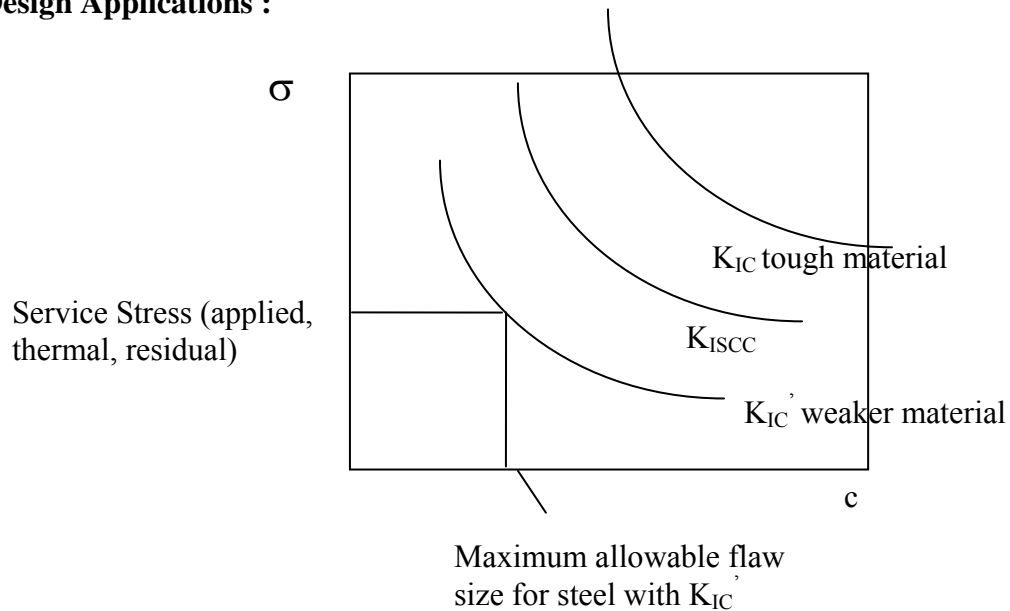 Design Applications :
σ
K_IC tough material
Service Stress (applied,
thermal, residual)
K_ISCC
K_IC' weaker material
c
Maximum allowable flaw
size for steel with K_IC'